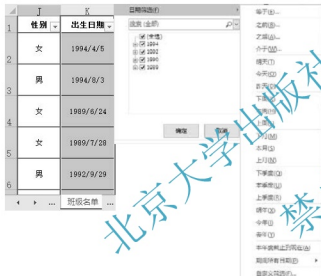 J K
1 性别 出生日期
2 女 1994/4/5
3 男 1994/8/3
4 女 1989/6/24
5 女 1989/7/28
6 男 1992/9/29
... 班级名单 ...
日期筛选(F)
搜索 (全部)
(全选)
1994
1992
1990
1989
确定
等于(E)...
之前(B)...
之后(A)...
介于(W)...
明天(T)
今天(O)
昨天(D)
本月(S)
上月(N)
下季度(Q)
本季度(U)
上季度(R)
明年(X)
今年(I)
去年(Y)
本年度截止到现在(A)
期间所有日期(P)
自定义筛选(F)...
北京大学出版社
禁